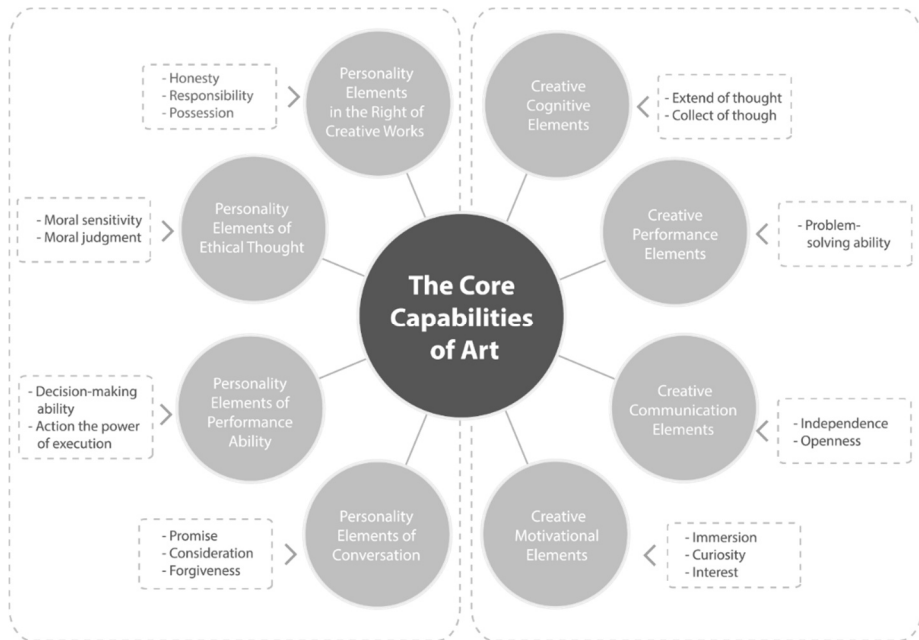 - Honesty
- Responsibility
- Possession
Personality
Elements
in the Right of
Creative Works
Creative
Cognitive
Elements
- Extend of thought
- Collect of though
- Moral sensitivity
- Moral judgment
Personality
Elements of
Ethical Thought
Creative
Performance
Elements
- Problem-
solving ability
The Core
Capabilities
of Art
- Decision-making
ability
- Action the power
of execution
Personality
Elements of
Performance
Ability
Creative
Communication
Elements
- Independence
- Openness
- Promise
- Consideration
- Forgiveness
Personality
Elements of
Conversation
Creative
Motivational
Elements
- Immersion
- Curiosity
- Interest